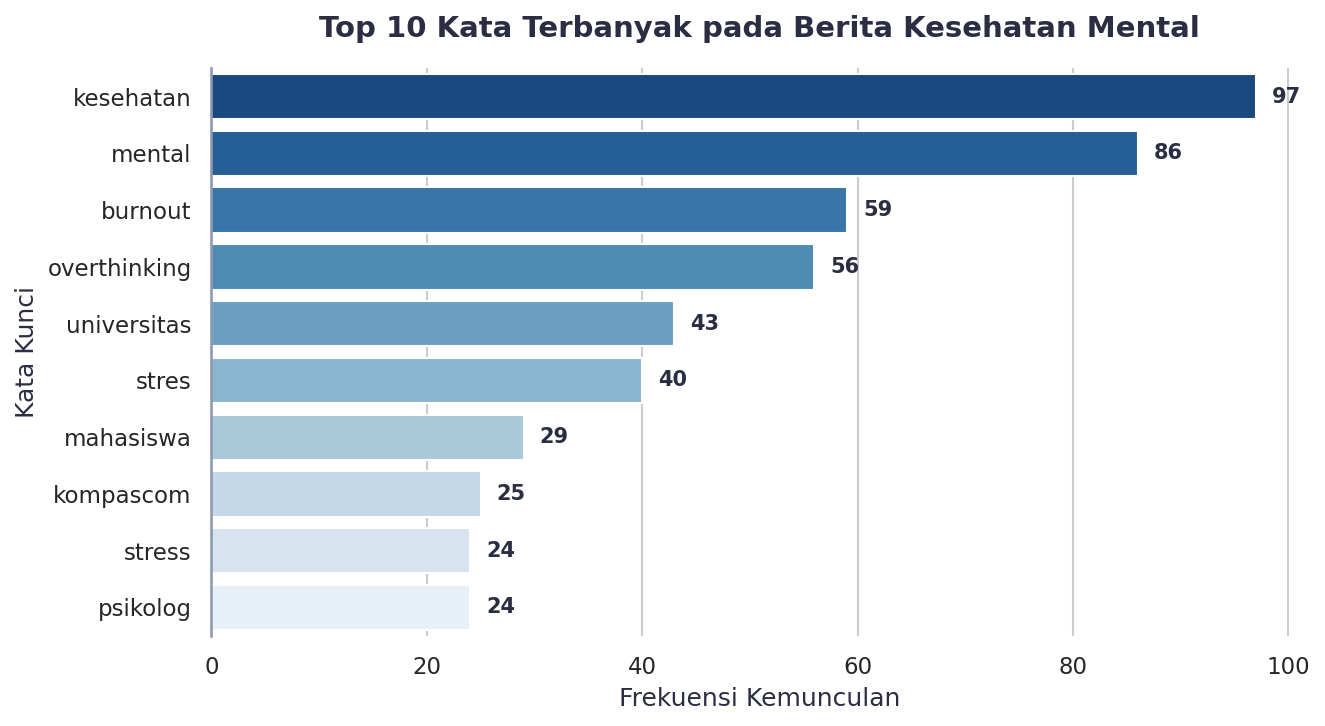 Top 10 Kata Terbanyak pada Berita Kesehatan Mental
Kata Kunci
kesehatan 97
mental 86
burnout 59
overthinking 56
universitas 43
stres 40
mahasiswa 29
kompascom 25
stress 24
psikolog 24
0 20 40 60 80 100
Frekuensi Kemunculan